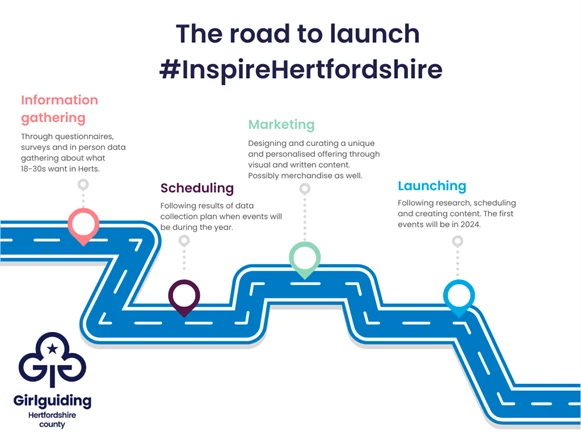 The road to launch
#InspireHertfordshire
Information
gathering
Through questionnaires,
surveys and in person data
gathering about what
18-30s want in Herts.
Scheduling
Following results of data
collection plan when events will
be during the year.
Marketing
Designing and curating a unique
and personalised offering through
visual and written content.
Possibly merchandise as well.
Launching
Following research, scheduling
and creating content. The first
events will be in 2024.
Girlguiding
Hertfordshire
county